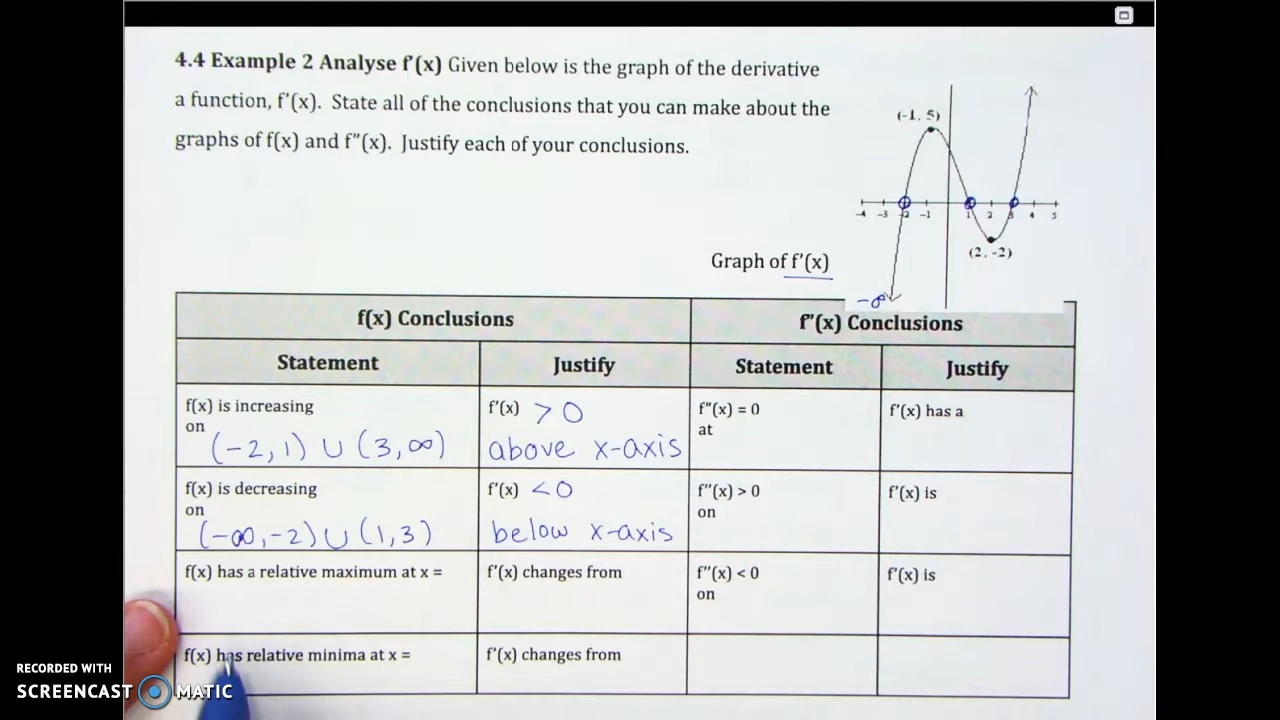 4.4 Example 2 Analyse f'(x) Given below is the graph of the derivative
a function, f'(x). State all of the conclusions that you can make about the
graphs of f(x) and f"(x). Justify each of your conclusions.
(-1, 5)
-4 -3 -2 -1 1 2 3 4 5
(2, -2)
Graph of f'(x)
-∞
f(x) Conclusions
f"(x) Conclusions
Statement
Justify
Statement
Justify
f(x) is increasing
on
(-2, 1) ∪ (3, ∞)
f'(x) > 0
above x-axis
f"(x) = 0
at
f'(x) has a
f(x) is decreasing
on
(-∞, -2) ∪ (1, 3)
f'(x) < 0
below x-axis
f"(x) > 0
on
f'(x) is
f(x) has a relative maximum at x =
f'(x) changes from
f"(x) < 0
on
f'(x) is
f(x) has relative minima at x =
f'(x) changes from
RECORDED WITH
SCREENCAST MATIC